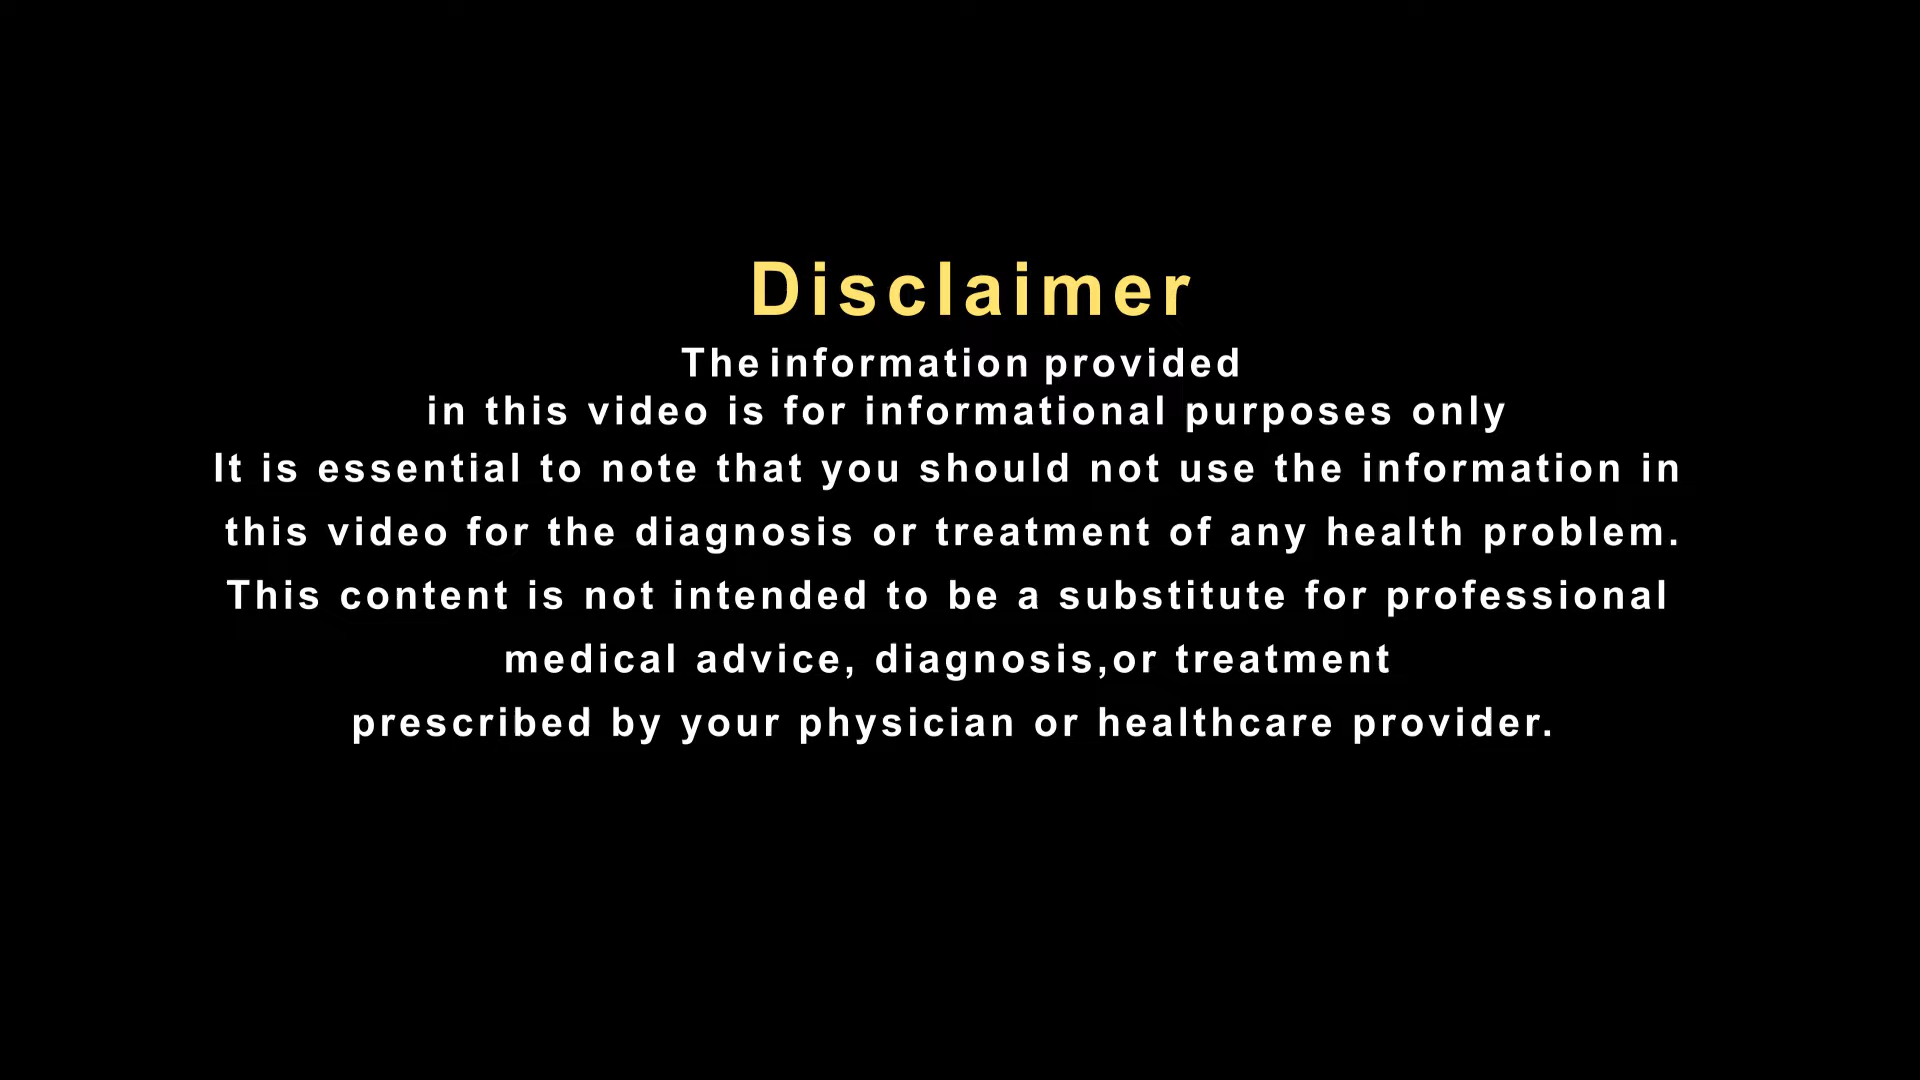 Disclaimer
The information provided
in this video is for informational purposes only
It is essential to note that you should not use the information in
this video for the diagnosis or treatment of any health problem.
This content is not intended to be a substitute for professional
medical advice, diagnosis,or treatment
prescribed by your physician or healthcare provider.